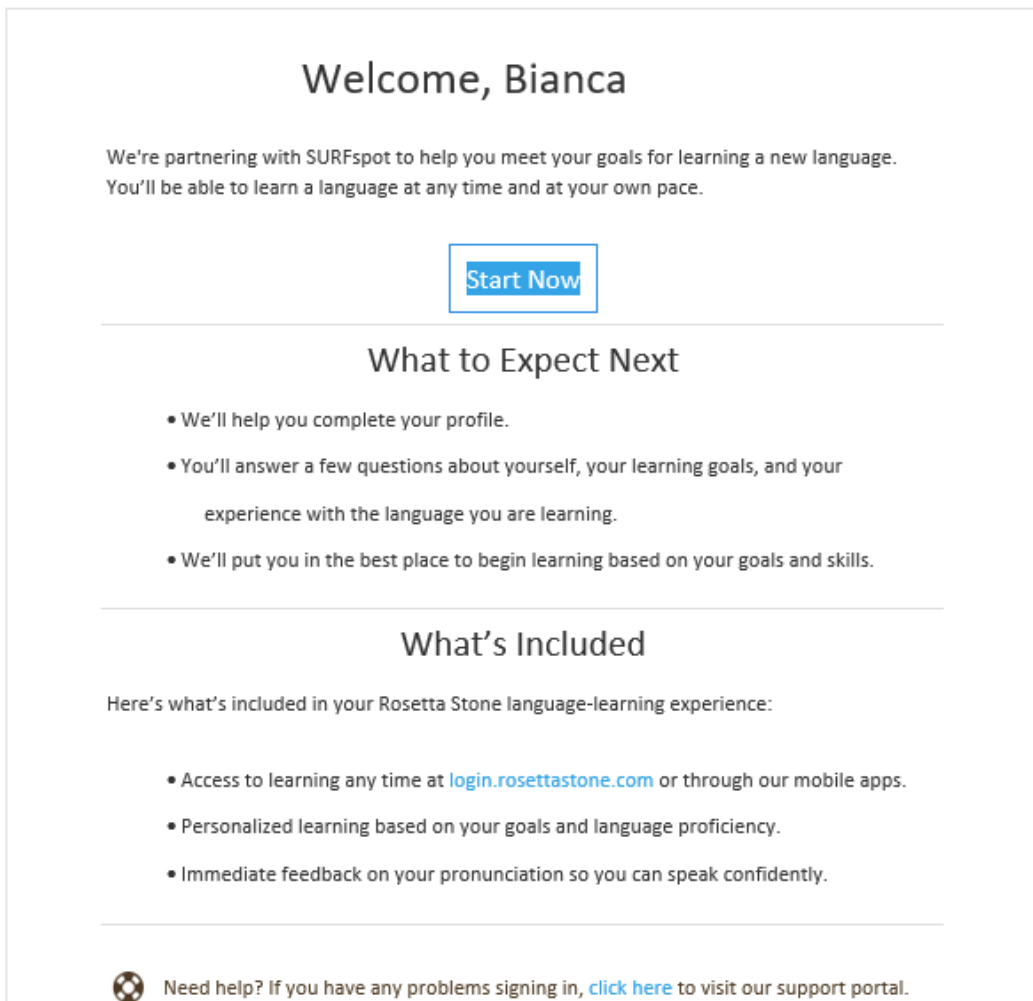 Welcome, Bianca
We're partnering with SURFspot to help you meet your goals for learning a new language.
You’ll be able to learn a language at any time and at your own pace.
Start Now
What to Expect Next
• We’ll help you complete your profile.
• You’ll answer a few questions about yourself, your learning goals, and your
experience with the language you are learning.
• We’ll put you in the best place to begin learning based on your goals and skills.
What’s Included
Here’s what’s included in your Rosetta Stone language-learning experience:
• Access to learning any time at login.rosettastone.com or through our mobile apps.
• Personalized learning based on your goals and language proficiency.
• Immediate feedback on your pronunciation so you can speak confidently.
Need help? If you have any problems signing in, click here to visit our support portal.